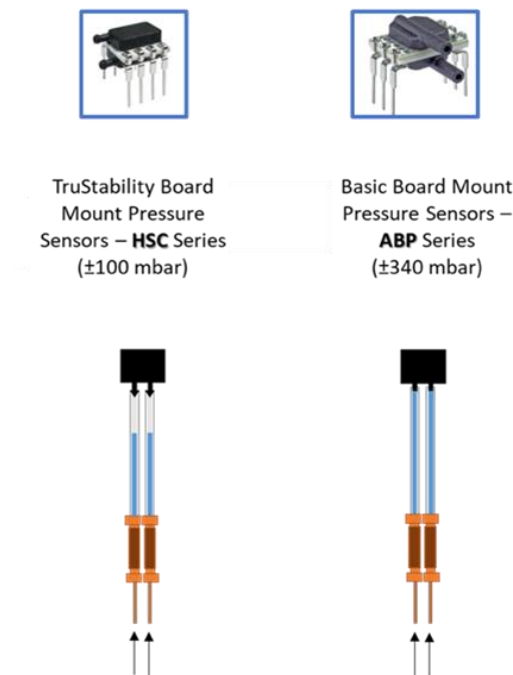 TruStability Board
Mount Pressure
Sensors – HSC Series
(±100 mbar)
Basic Board Mount
Pressure Sensors –
ABP Series
(±340 mbar)